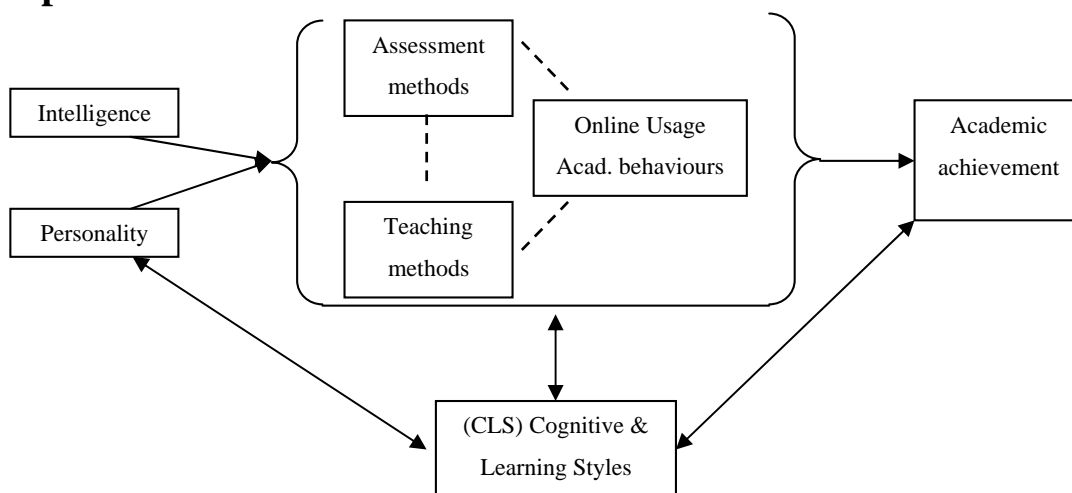 Assessment
methods
Intelligence
Online Usage
Acad. behaviours
Academic
achievement
Personality
Teaching
methods
(CLS) Cognitive &
Learning Styles